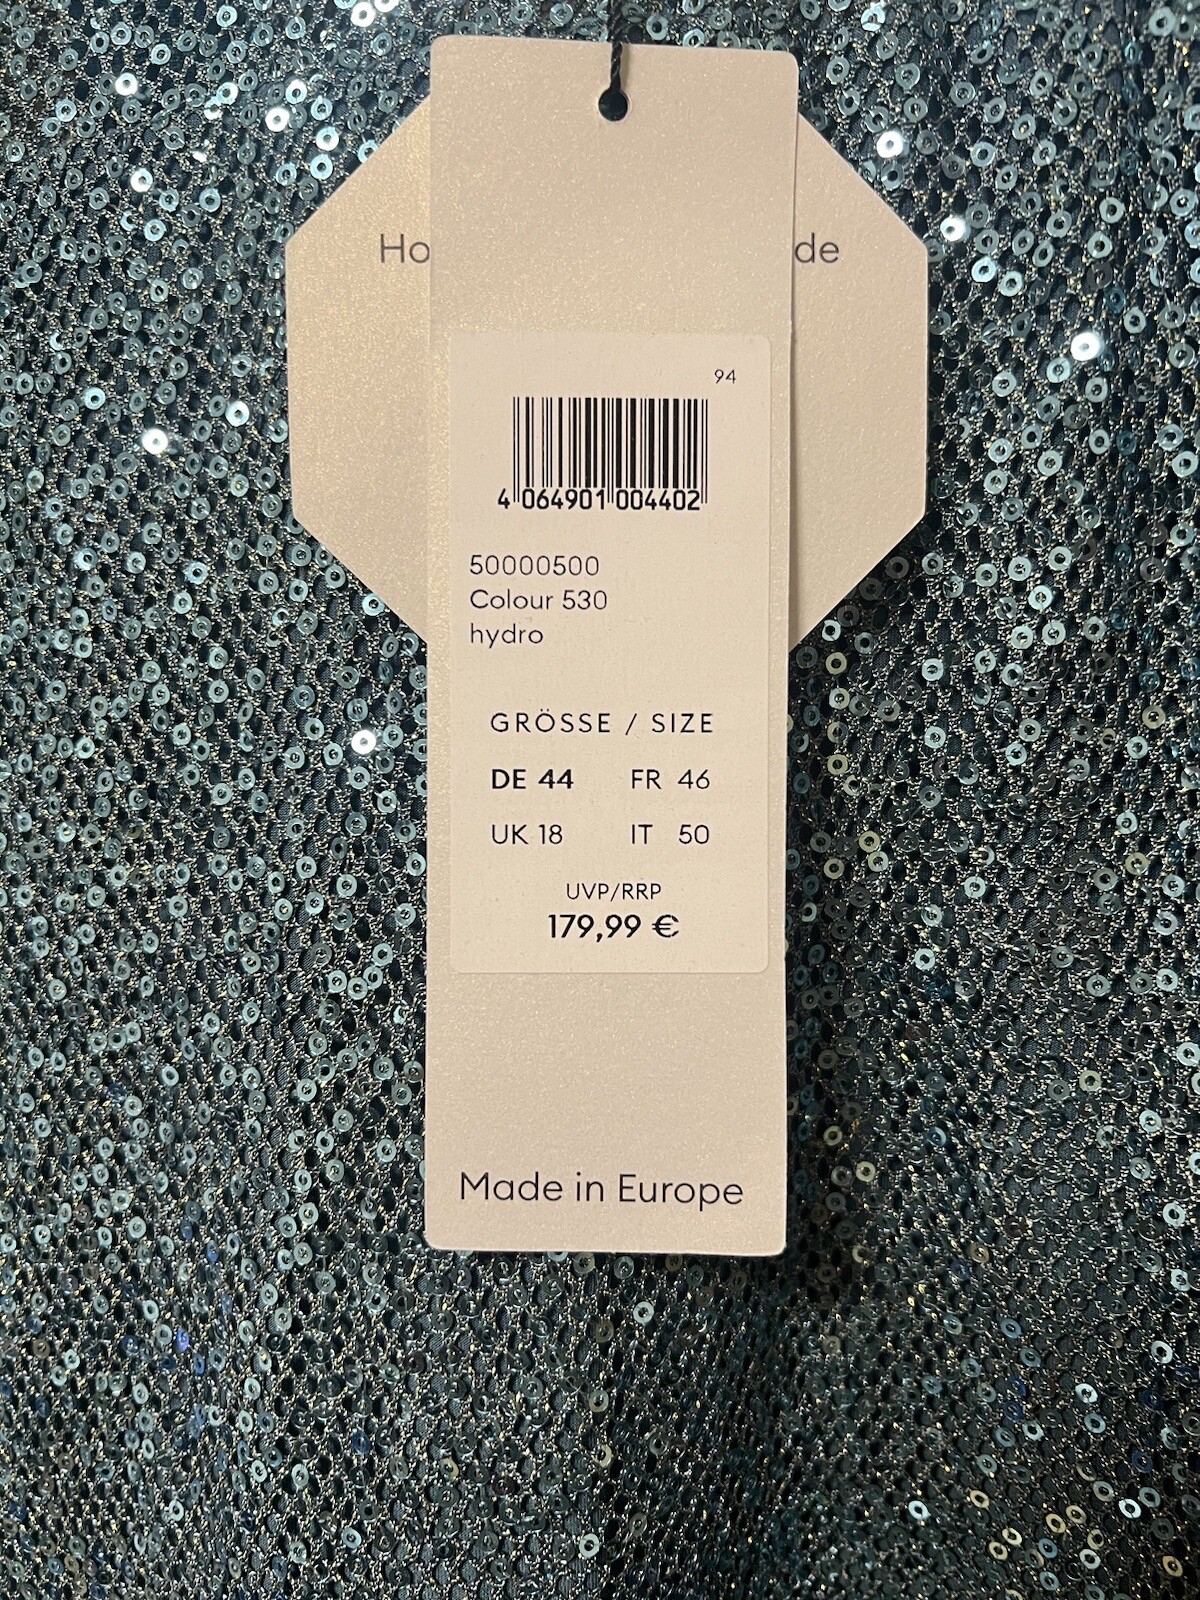 Ho de
94
4 064901 004402
50000500
Colour 530
hydro
GRÖSSE / SIZE
DE 44 FR 46
UK 18 IT 50
UVP/RRP
179,99 €
Made in Europe